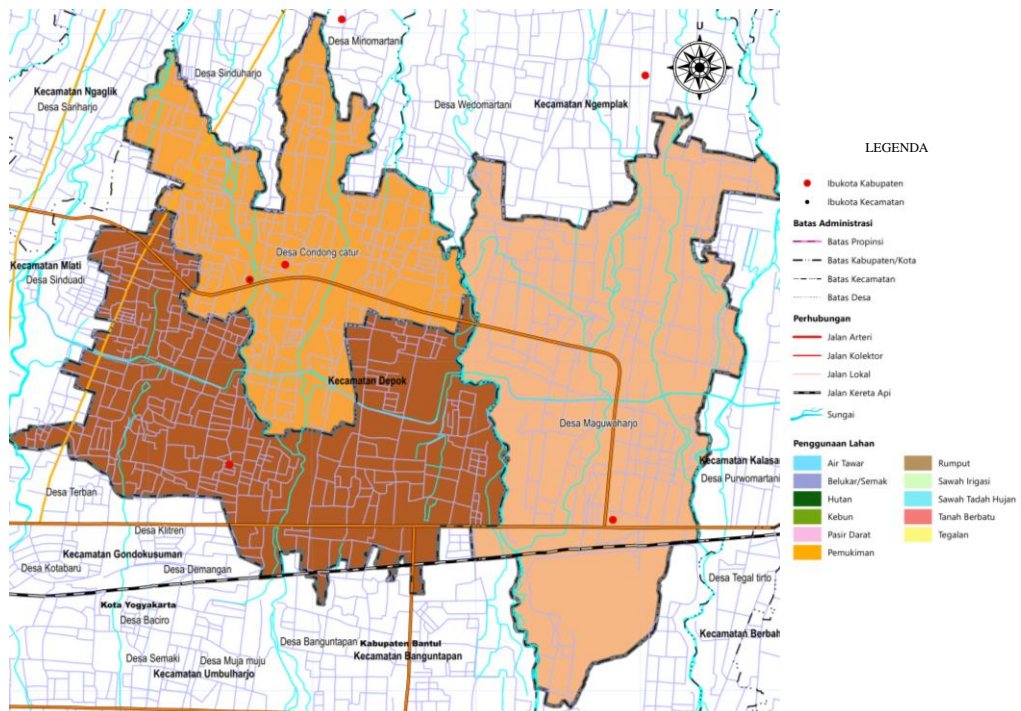 Desa Minomartani
U
Desa Sinduharjo
Kecamatan Ngaglik
Desa Sariharjo
Desa Wedomartani
Kecamatan Ngemplak
Desa Condong catur
Kecamatan Mlati
Desa Sinduadi
Kecamatan Depok
Desa Maguwoharjo
Kecamatan Kalasa
Desa Purwomartani
Desa Terban
Desa Klitren
Kecamatan Gondokusuman
Desa Kotabaru
Desa Demangan
Desa Tegal tirto
Kota Yogyakarta
Desa Baciro
Kecamatan Berbah
Desa Banguntapan
Kabupaten Bantul
Desa Semaki
Desa Muja muju
Kecamatan Banguntapan
Kecamatan Umbulharjo
LEGENDA
Ibukota Kabupaten
Ibukota Kecamatan
Batas Administrasi
Batas Propinsi
Batas Kabupaten/Kota
Batas Kecamatan
Batas Desa
Perhubungan
Jalan Arteri
Jalan Kolektor
Jalan Lokal
Jalan Kereta Api
Sungai
Penggunaan Lahan
Air Tawar
Belukar/Semak
Hutan
Kebun
Pasir Darat
Pemukiman
Rumput
Sawah Irigasi
Sawah Tadah Hujan
Tanah Berbatu
Tegalan